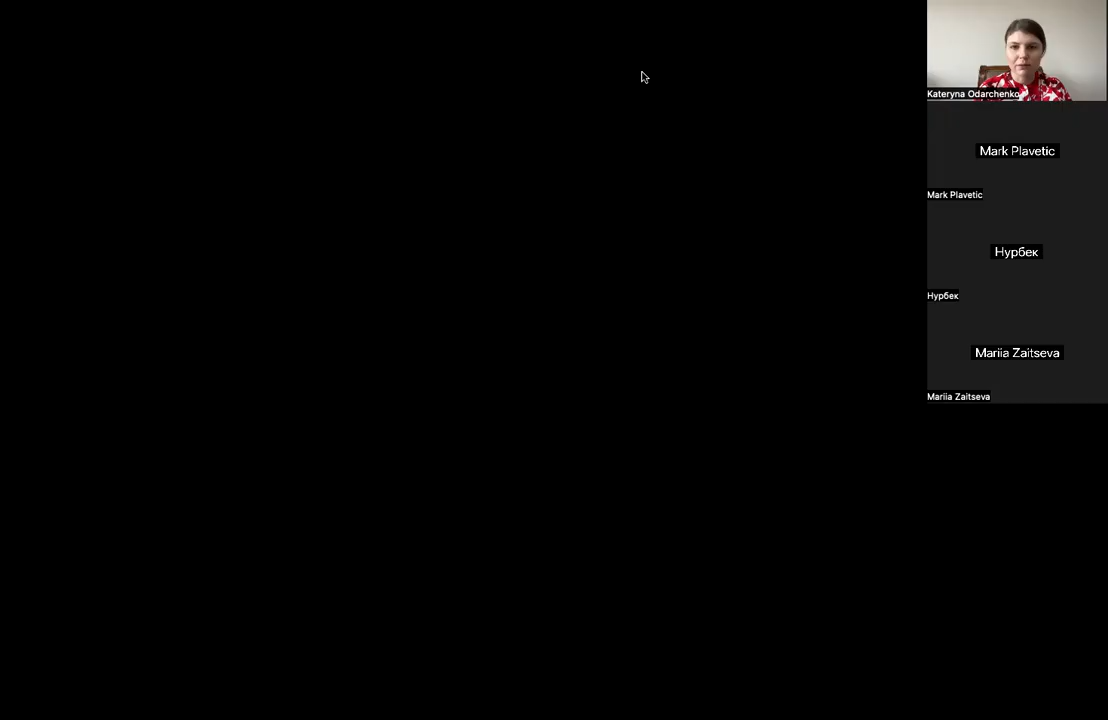 Kateryna Odarchenko
Mark Plavetic
Mark Plavetic
Нурбек
Нурбек
Mariia Zaitseva
Mariia Zaitseva